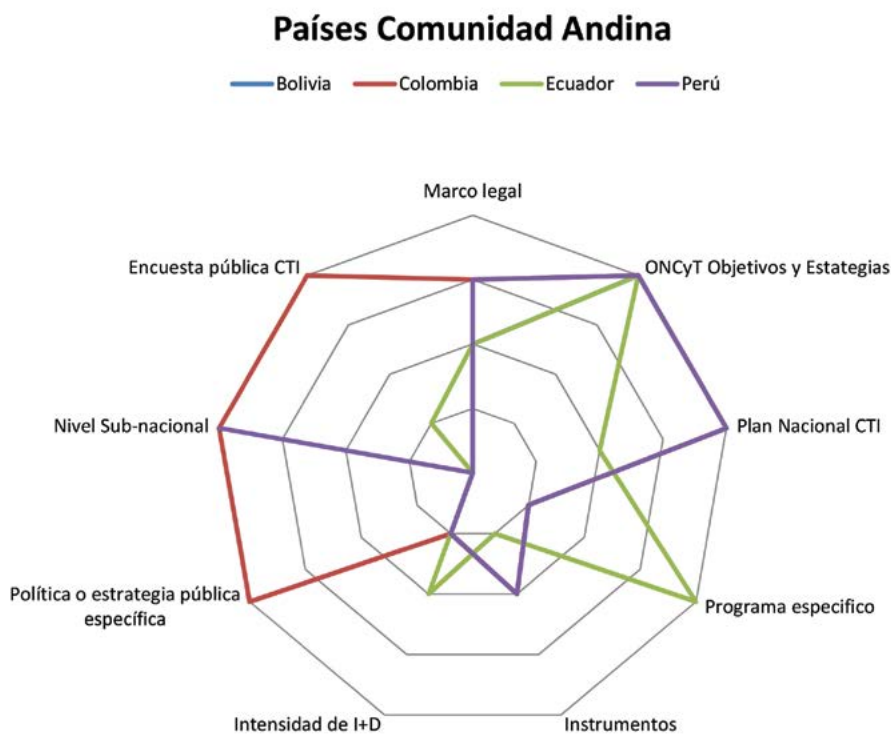 Países Comunidad Andina
Bolivia Colombia Ecuador Perú
Marco legal
Encuesta pública CTI
ONCyT Objetivos y Estategias
Nivel Sub-nacional
Plan Nacional CTI
Política o estrategia pública
específica
Programa especifico
Intensidad de I+D
Instrumentos